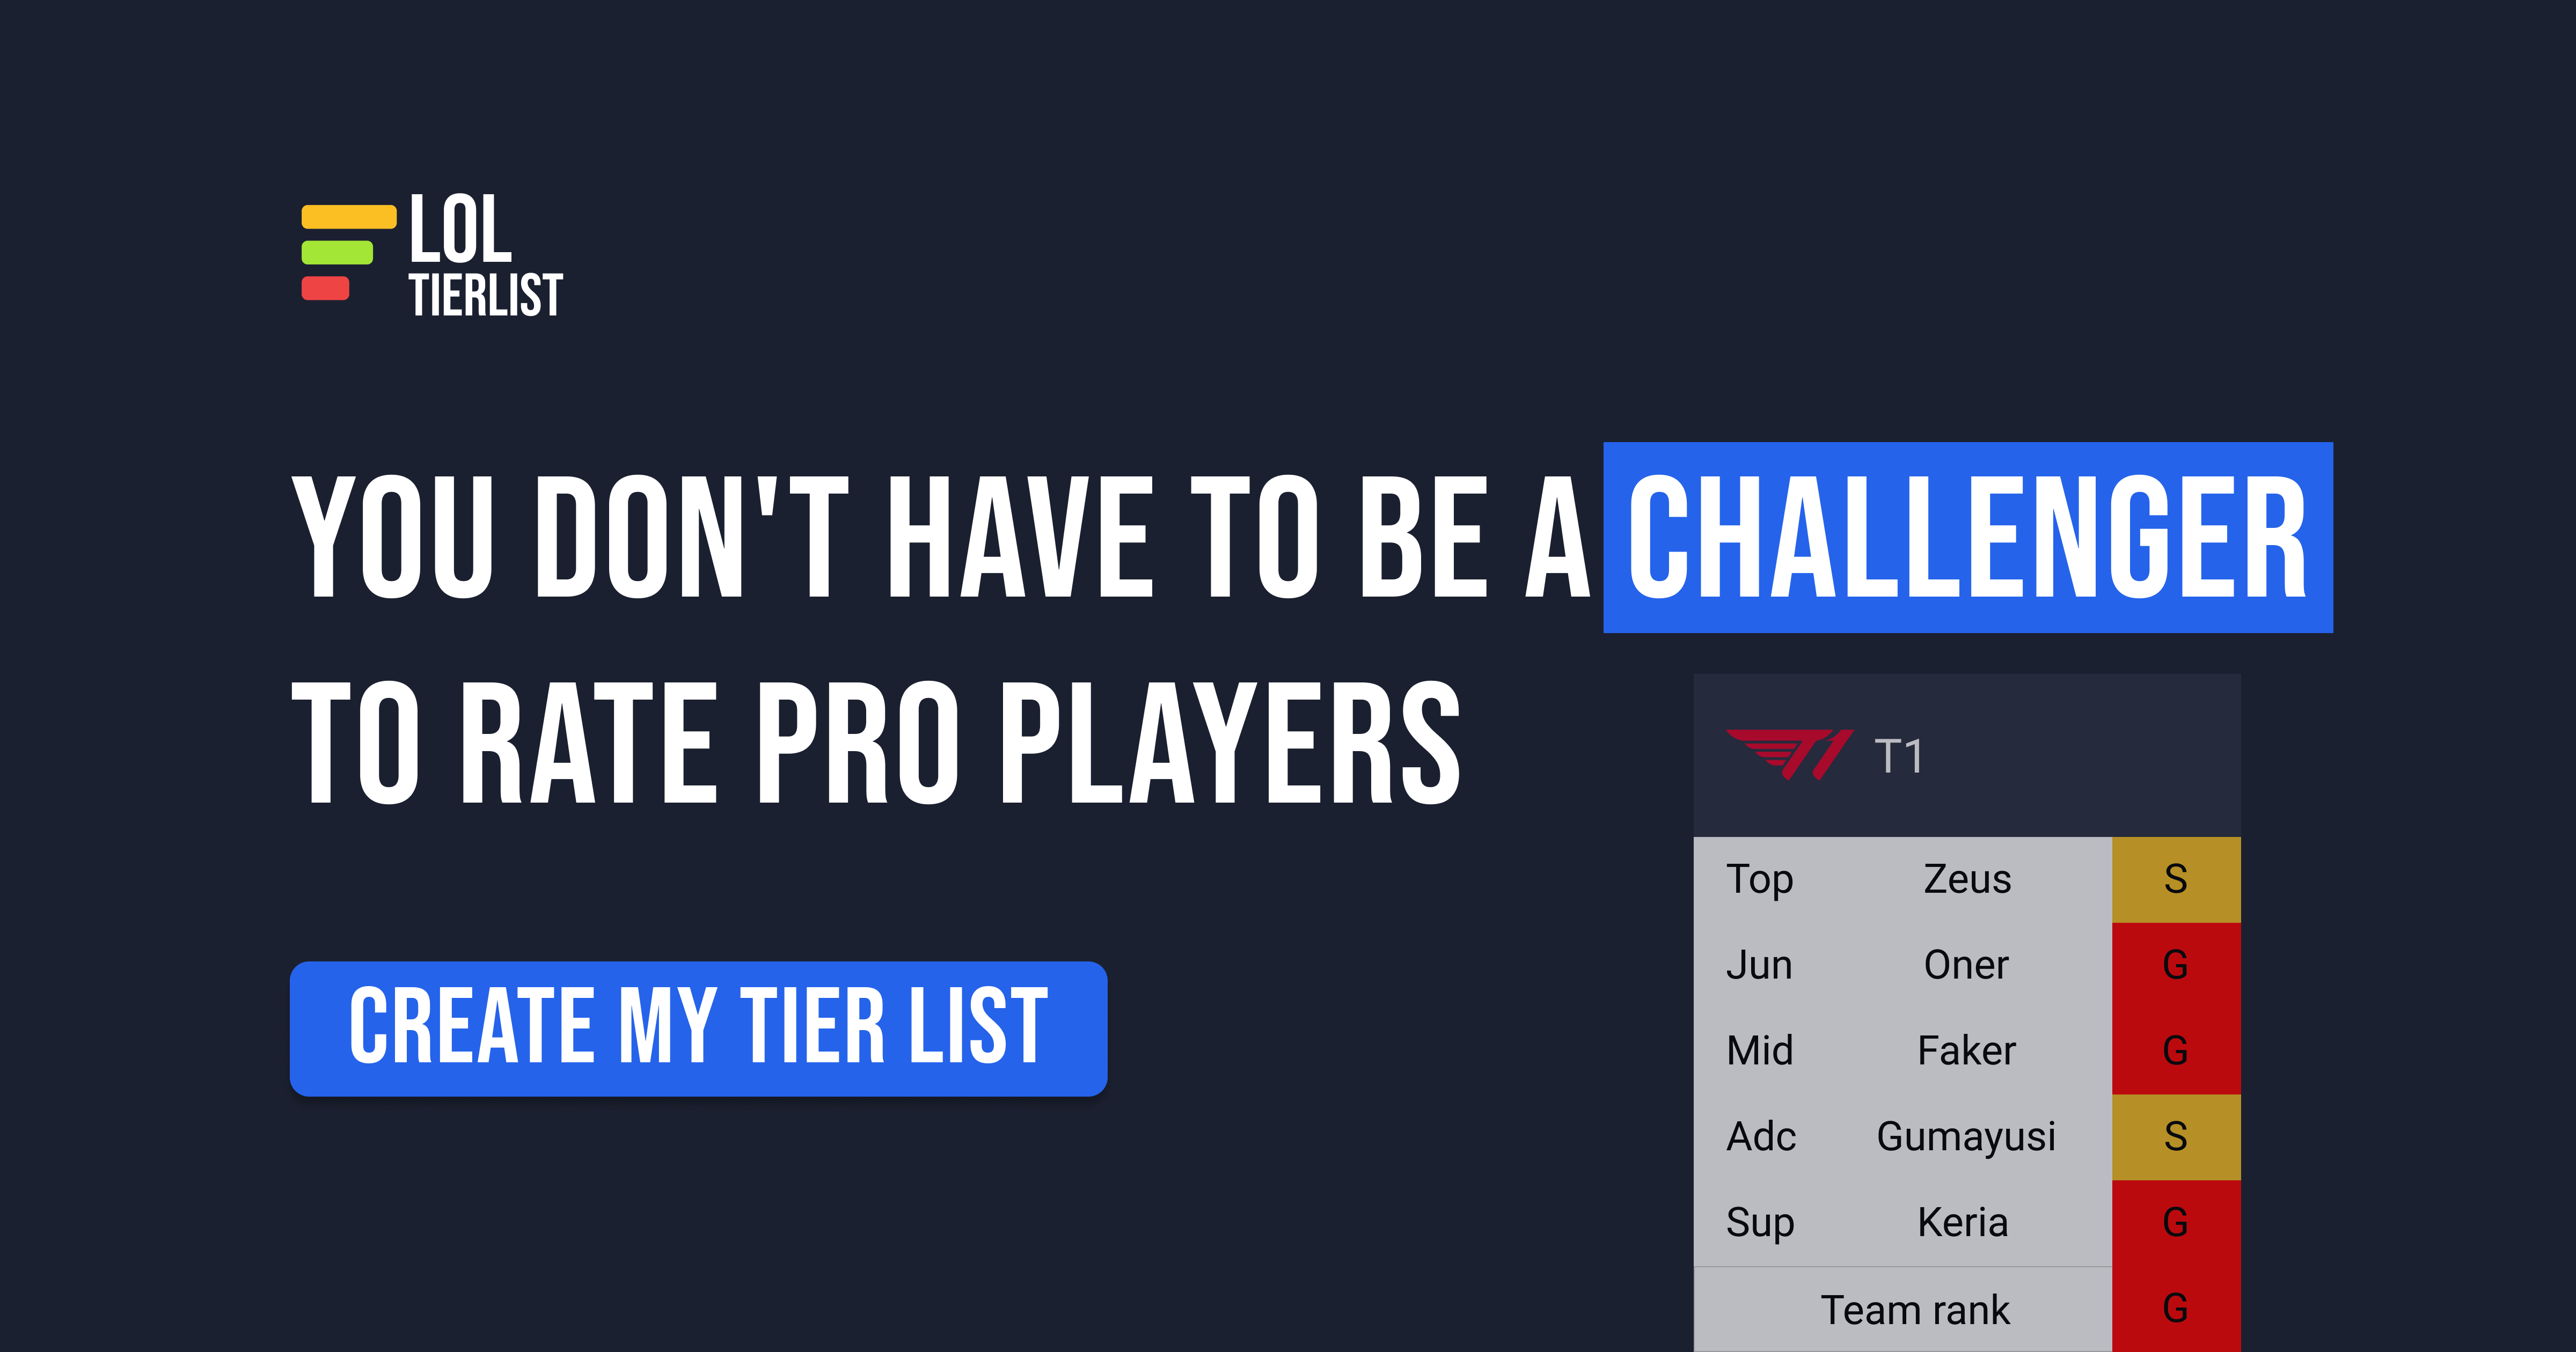 LOL
TIERLIST
YOU DON'T HAVE TO BE A CHALLENGER
TO RATE PRO PLAYERS
CREATE MY TIER LIST
T1
Top Zeus S
Jun Oner G
Mid Faker G
Adc Gumayusi S
Sup Keria G
Team rank G